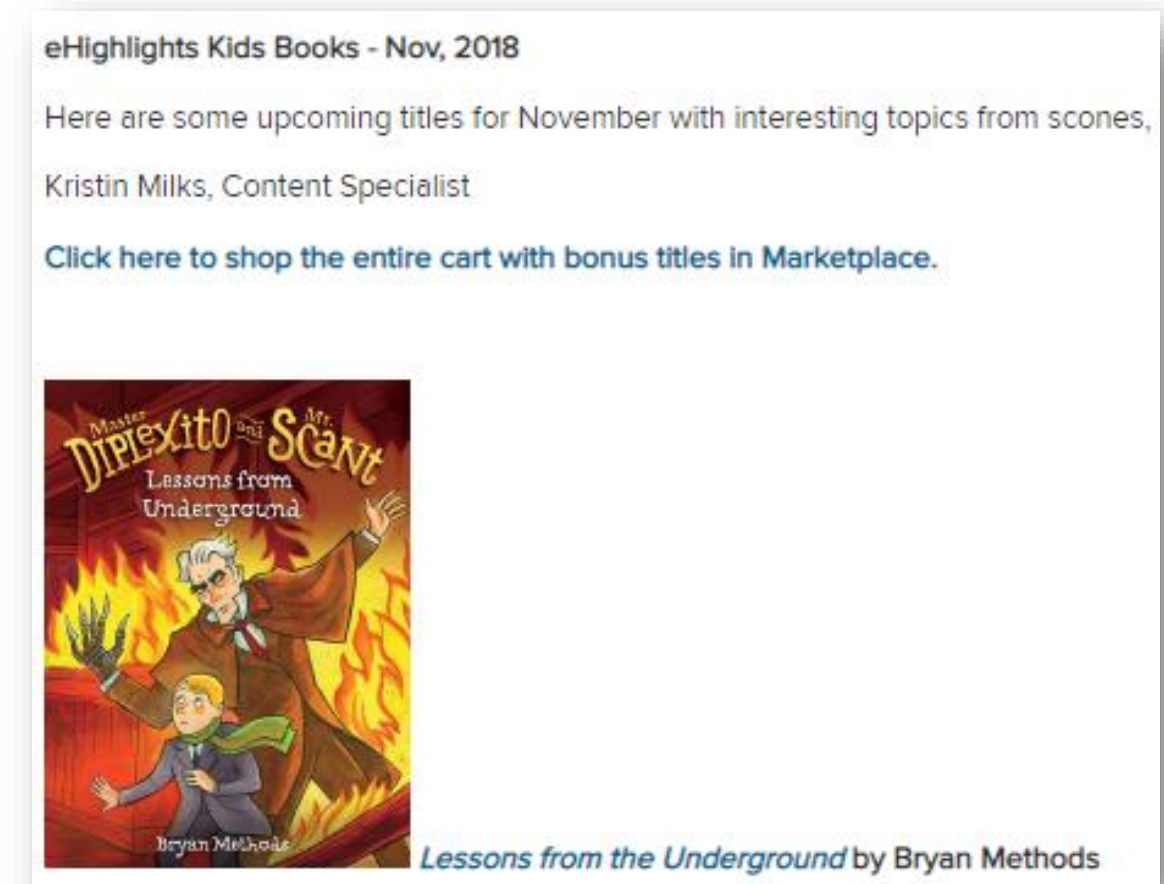 eHighlights Kids Books - Nov, 2018
Here are some upcoming titles for November with interesting topics from scones,
Kristin Milks, Content Specialist
Click here to shop the entire cart with bonus titles in Marketplace.
Master DIPLEXITO and Mr. SCANT
Lessons from
Underground
Bryan Methods
Lessons from the Underground by Bryan Methods